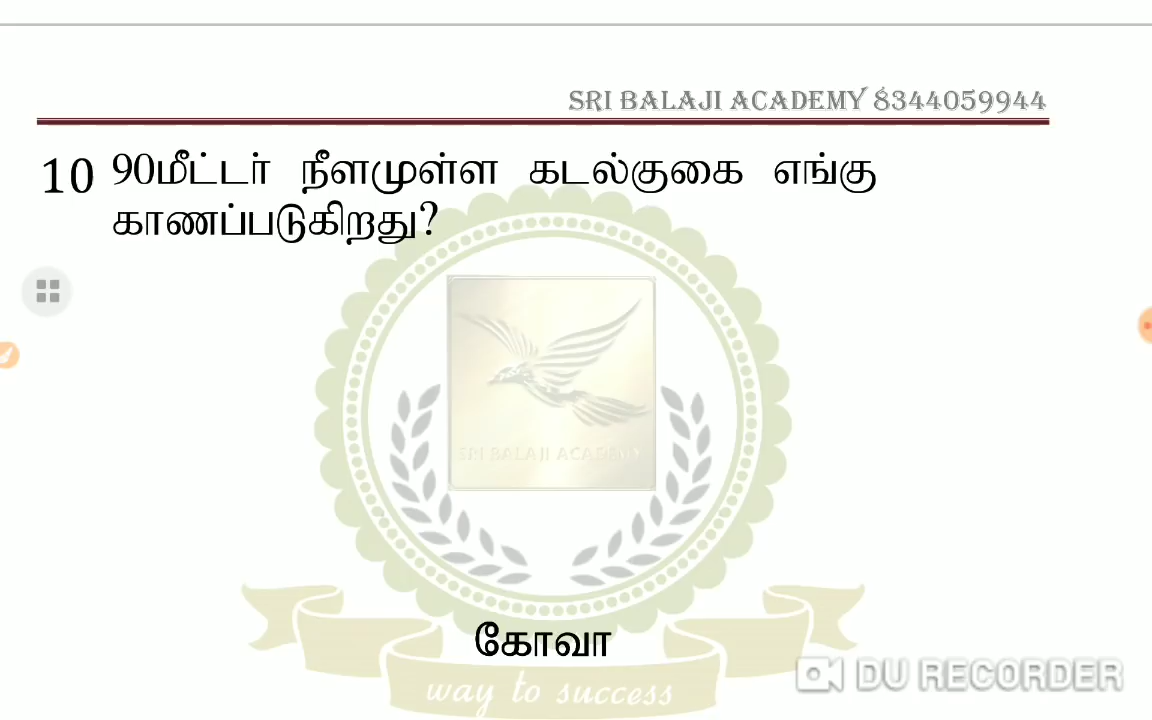 SRI BALAJI ACADEMY 8344059944
10 90மீட்டர் நீளமுள்ள கடல்குகை எங்கு
காணப்படுகிறது?
SRI BALAJI ACADEMY
கோவா
way to success
DU RECORDER